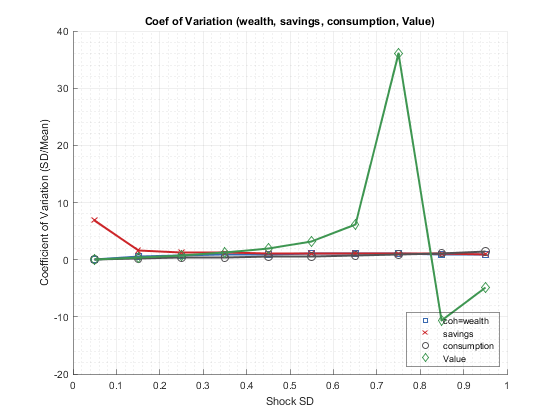 Coef of Variation (wealth, savings, consumption, Value)
40
30
20
10
0
-10
-20
Coefficient of Variation (SD/Mean)
0 0.1 0.2 0.3 0.4 0.5 0.6 0.7 0.8 0.9 1
Shock SD
coh=wealth
savings
consumption
Value